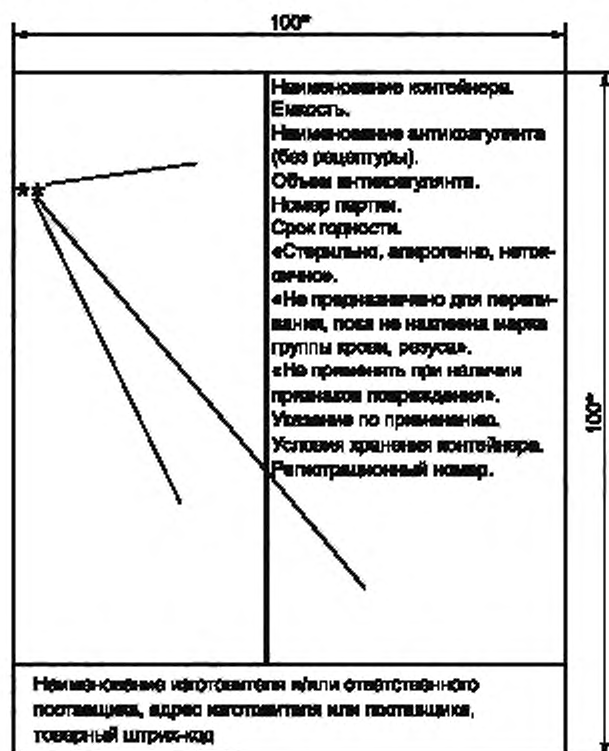 100*
Наименование контейнера.
Емкость.
Наименование антикоагулянта
(без рецептуры).
Объем антикоагулянта.
**
Номер партии.
Срок годности.
«Стерильно, апирогенно, неток-
сично».
«Не предназначено для перели-
вания, пока не наклеена марка
группы крови, резуса».
«Не применять при наличии
признаков повреждения».
Указание по применению.
Условия хранения контейнера.
Регистрационный номер.
100*
Наименование изготовителя и/или ответственного
поставщика, адрес изготовителя или поставщика,
товарный штрих-код